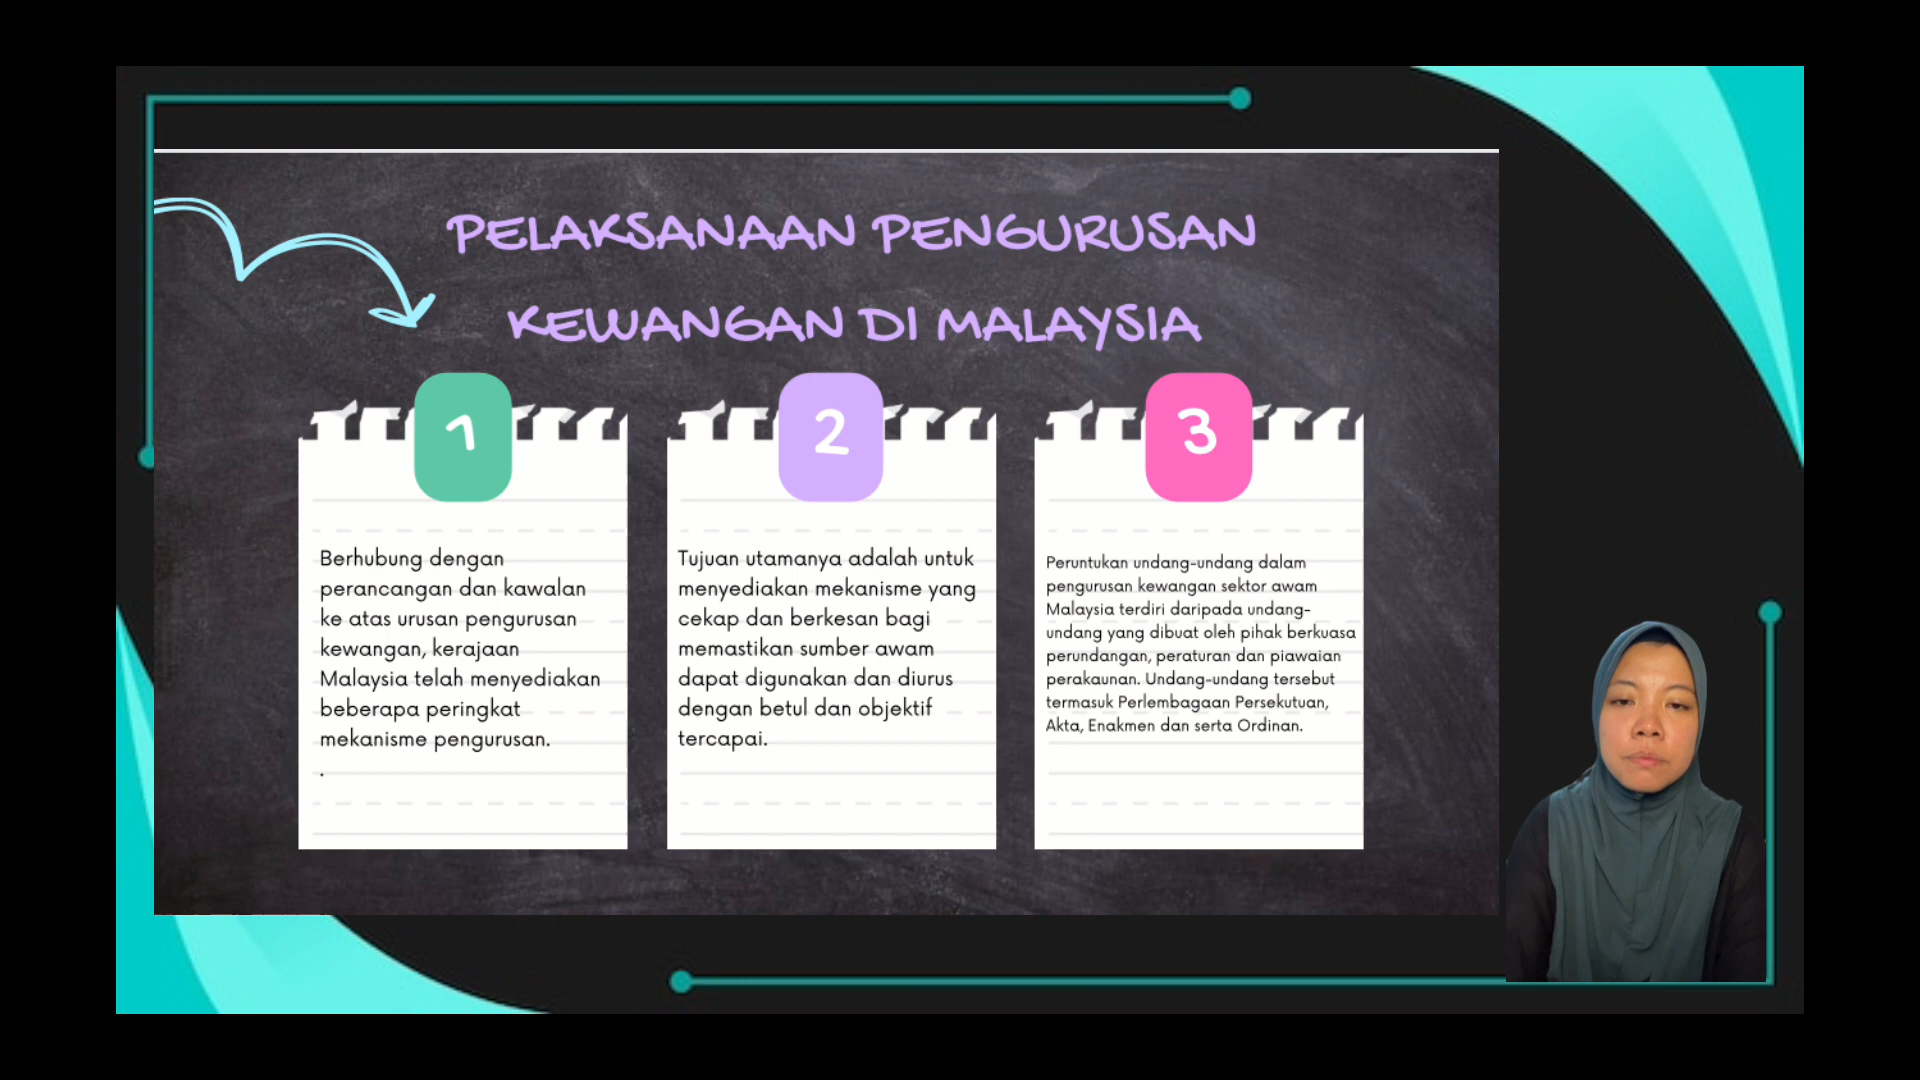 PELAKSANAAN PENGURUSAN
KEWANGAN DI MALAYSIA
1
Berhubung dengan
perancangan dan kawalan
ke atas urusan pengurusan
kewangan, kerajaan
Malaysia telah menyediakan
beberapa peringkat
mekanisme pengurusan.
.
2
Tujuan utamanya adalah untuk
menyediakan mekanisme yang
cekap dan berkesan bagi
memastikan sumber awam
dapat digunakan dan diurus
dengan betul dan objektif
tercapai.
3
Peruntukan undang-undang dalam
pengurusan kewangan sektor awam
Malaysia terdiri daripada undang-
undang yang dibuat oleh pihak berkuasa
perundangan, peraturan dan piawaian
perakaunan. Undang-undang tersebut
termasuk Perlembagaan Persekutuan,
Akta, Enakmen dan serta Ordinan.